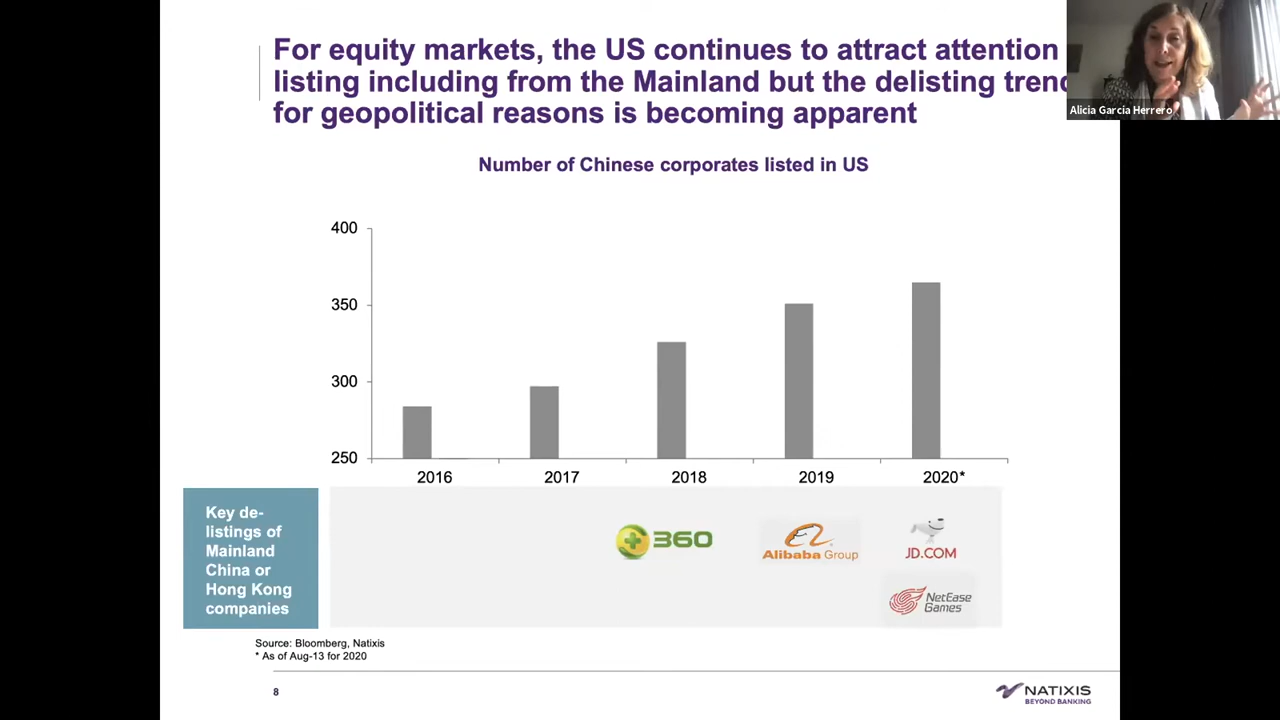 For equity markets, the US continues to attract attention
listing including from the Mainland but the delisting
for geopolitical reasons is becoming apparent
Alicia Garcia Herrero
Number of Chinese corporates listed in US
400
350
300
250
2016 2017 2018 2019 2020*
Key de-
listings of
Mainland
China or
Hong Kong
companies
360
Alibaba Group
JD.COM
NetEase
Games
Source: Bloomberg, Natixis
* As of Aug-13 for 2020
8
NATIXIS
BEYOND BANKING